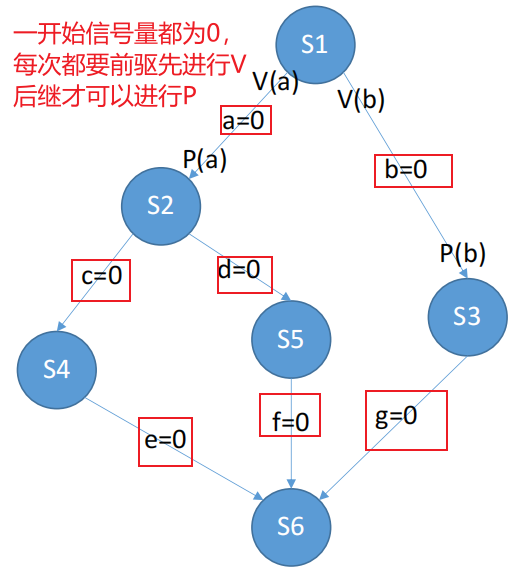 一开始信号量都为0，
每次都要前驱先进行V
后继才可以进行P
S1
V(a)
V(b)
a=0
P(a)
b=0
S2
P(b)
c=0
d=0
S3
S4
S5
e=0
f=0
g=0
S6